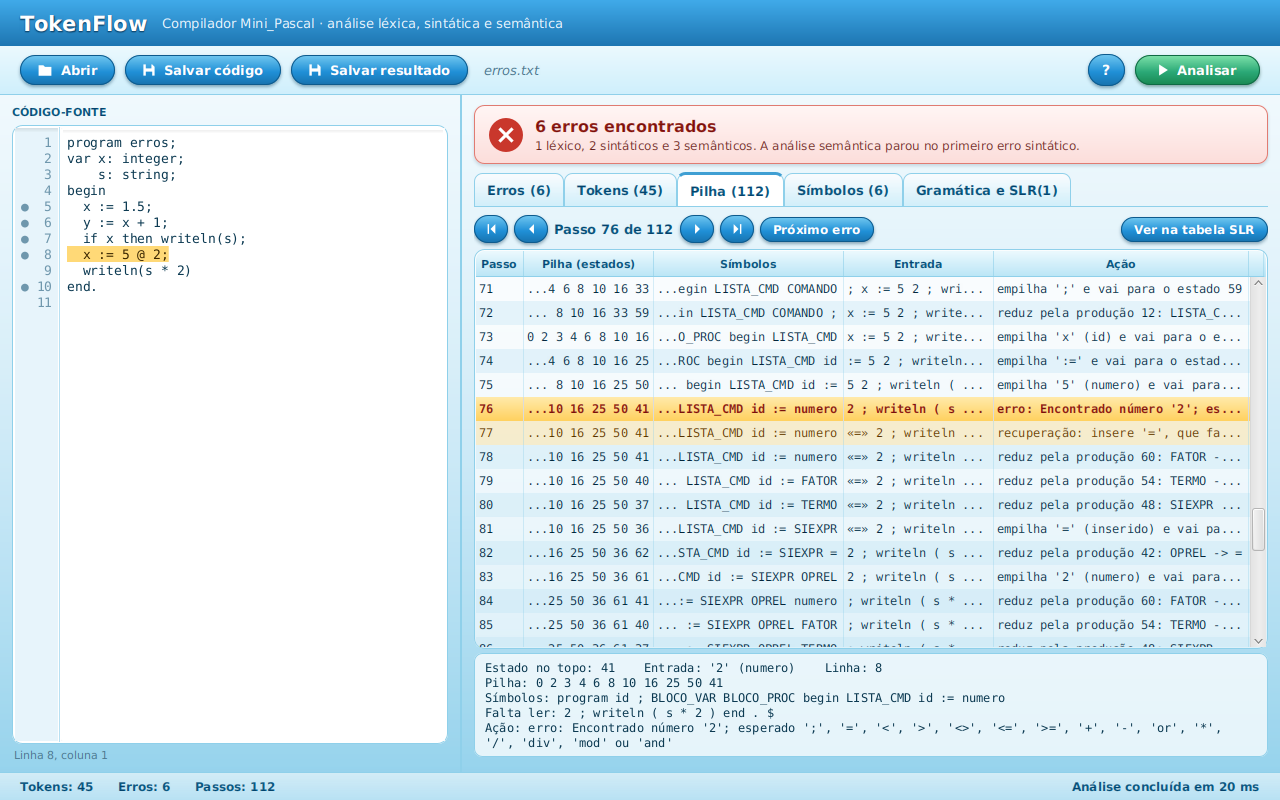 TokenFlow Compilador Mini_Pascal · análise léxica, sintática e semântica
Abrir Salvar código Salvar resultado erros.txt ? Analisar
CÓDIGO-FONTE
1 program erros;
2 var x: integer;
3 s: string;
4 begin
5 x := 1.5;
6 y := x + 1;
7 if x then writeln(s);
8 x := 5 @ 2;
9 writeln(s * 2)
10 end.
11
Linha 8, coluna 1
6 erros encontrados
1 léxico, 2 sintáticos e 3 semânticos. A análise semântica parou no primeiro erro sintático.
Erros (6) Tokens (45) Pilha (112) Símbolos (6) Gramática e SLR(1)
Passo 76 de 112 Próximo erro Ver na tabela SLR
Passo Pilha (estados) Símbolos Entrada Ação
71 ...4 6 8 10 16 33 ...egin LISTA_CMD COMANDO ; x := 5 2 ; wri... empilha ';' e vai para o estado 59
72 ... 8 10 16 33 59 ...in LISTA_CMD COMANDO ; x := 5 2 ; write... reduz pela produção 12: LISTA_C...
73 0 2 3 4 6 8 10 16 ...O_PROC begin LISTA_CMD x := 5 2 ; write... empilha 'x' (id) e vai para o e...
74 ...4 6 8 10 16 25 ...ROC begin LISTA_CMD id := 5 2 ; writeln... empilha ':=' e vai para o estad...
75 ... 8 10 16 25 50 ... begin LISTA_CMD id := 5 2 ; writeln ( ... empilha '5' (numero) e vai para...
76 ...10 16 25 50 41 ...LISTA_CMD id := numero 2 ; writeln ( s ... erro: Encontrado número '2'; es...
77 ...10 16 25 50 41 ...LISTA_CMD id := numero «=» 2 ; writeln ... recuperação: insere '=', que fa...
78 ...10 16 25 50 41 ...LISTA_CMD id := numero «=» 2 ; writeln ... reduz pela produção 60: FATOR -...
79 ...10 16 25 50 40 ... LISTA_CMD id := FATOR «=» 2 ; writeln ... reduz pela produção 54: TERMO -...
80 ...10 16 25 50 37 ... LISTA_CMD id := TERMO «=» 2 ; writeln ... reduz pela produção 48: SIEXPR ...
81 ...10 16 25 50 36 ...LISTA_CMD id := SIEXPR «=» 2 ; writeln ... empilha '=' (inserido) e vai pa...
82 ...16 25 50 36 62 ...STA_CMD id := SIEXPR = 2 ; writeln ( s ... reduz pela produção 42: OPREL -> =
83 ...16 25 50 36 61 ...CMD id := SIEXPR OPREL 2 ; writeln ( s ... empilha '2' (numero) e vai para...
84 ...25 50 36 61 41 ...:= SIEXPR OPREL numero ; writeln ( s * ... reduz pela produção 60: FATOR -...
85 ...25 50 36 61 40 ... := SIEXPR OPREL FATOR ; writeln ( s * ... reduz pela produção 54: TERMO -...
Estado no topo: 41 Entrada: '2' (numero) Linha: 8
Pilha: 0 2 3 4 6 8 10 16 25 50 41
Símbolos: program id ; BLOCO_VAR BLOCO_PROC begin LISTA_CMD id := numero
Falta ler: 2 ; writeln ( s * 2 ) end . $
Ação: erro: Encontrado número '2'; esperado ';', '=', '<', '>', '<>', '<=', '>=', '+', '-', 'or', '*',
'/', 'div', 'mod' ou 'and'
Tokens: 45 Erros: 6 Passos: 112 Análise concluída em 20 ms